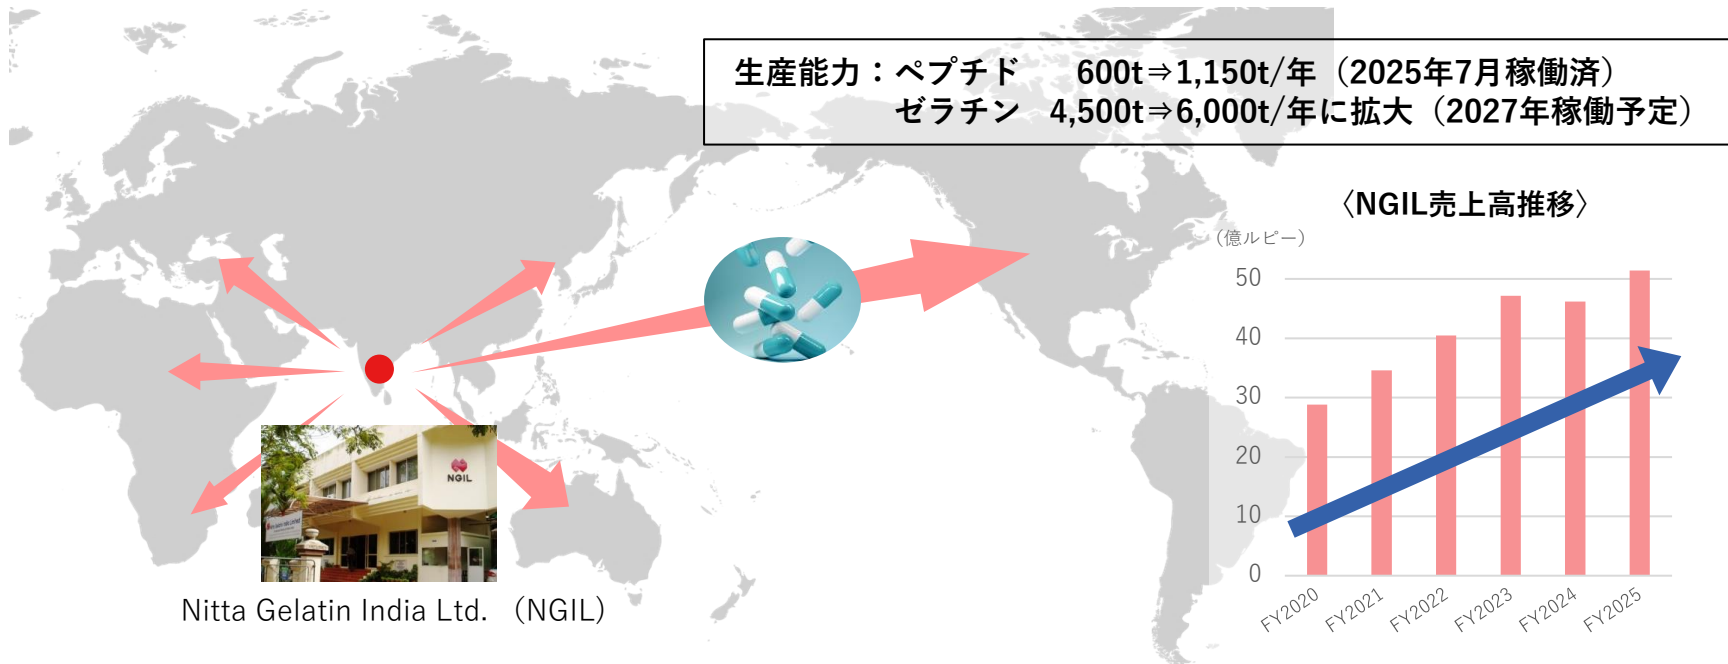 生産能力：ペプチド　600t⇒1,150t/年（2025年7月稼働済）
ゼラチン　4,500t⇒6,000t/年に拡大（2027年稼働予定）
〈NGIL売上高推移〉
（億ルピー）
50
40
30
20
10
0
FY2020
FY2021
FY2022
FY2023
FY2024
FY2025
NGIL
Nitta Gelatin India Ltd.　（NGIL）